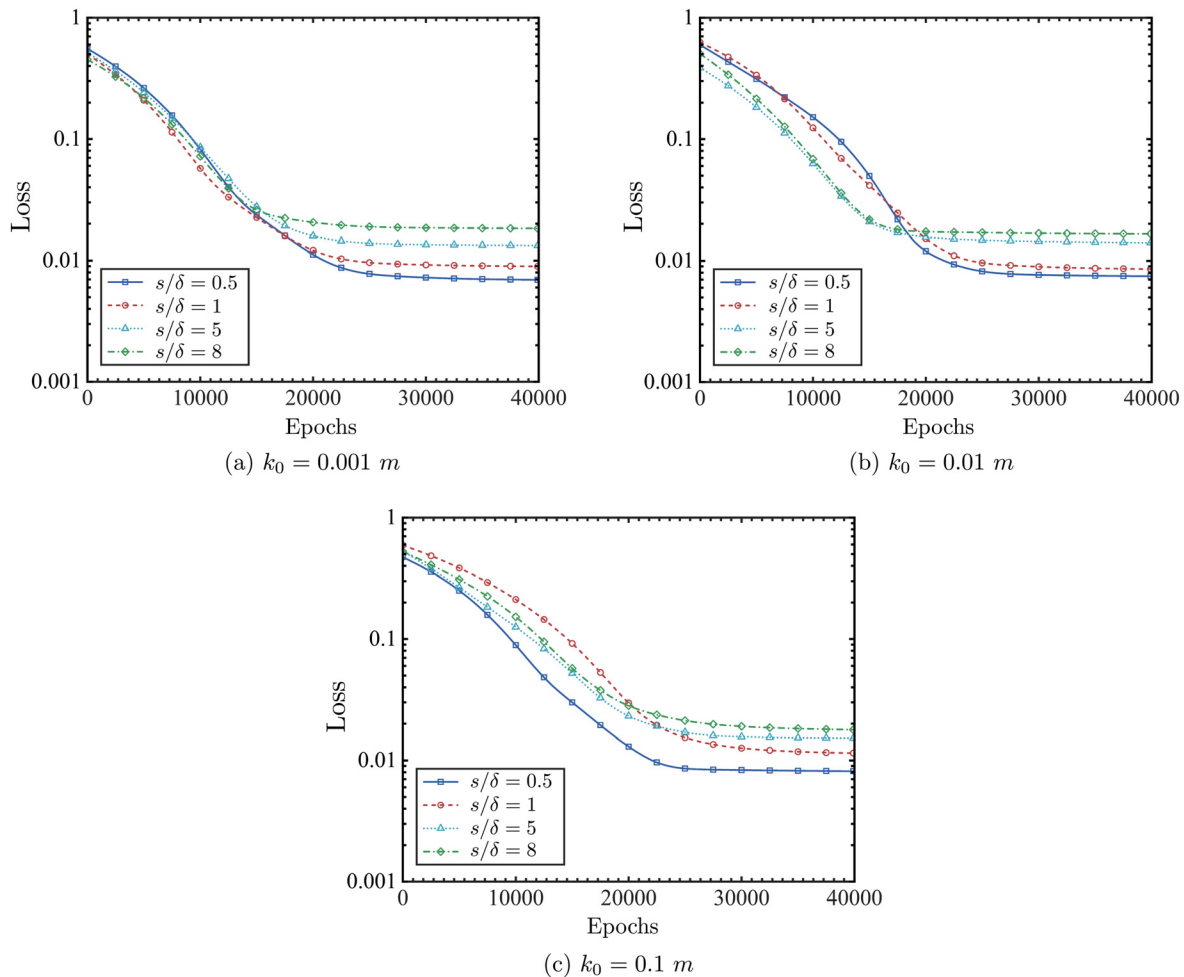 1
0.1
0.01
0.001
Loss
s/δ = 0.5
s/δ = 1
s/δ = 5
s/δ = 8
0 10000 20000 30000 40000
Epochs
(a) k₀ = 0.001 m
1
0.1
0.01
0.001
Loss
s/δ = 0.5
s/δ = 1
s/δ = 5
s/δ = 8
0 10000 20000 30000 40000
Epochs
(b) k₀ = 0.01 m
1
0.1
0.01
0.001
Loss
s/δ = 0.5
s/δ = 1
s/δ = 5
s/δ = 8
0 10000 20000 30000 40000
Epochs
(c) k₀ = 0.1 m